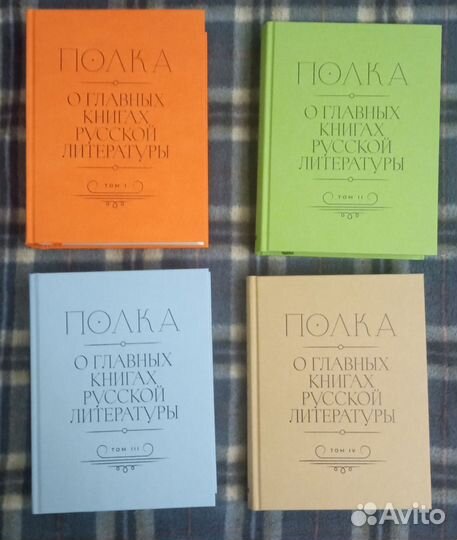 ПОЛКА
О ГЛАВНЫХ
КНИГАХ
РУССКОЙ
ЛИТЕРАТУРЫ
ТОМ I
ПОЛКА
О ГЛАВНЫХ
КНИГАХ
РУССКОЙ
ЛИТЕРАТУРЫ
ТОМ II
ПОЛКА
О ГЛАВНЫХ
КНИГАХ
РУССКОЙ
ЛИТЕРАТУРЫ
ТОМ III
ПОЛКА
О ГЛАВНЫХ
КНИГАХ
РУССКОЙ
ЛИТЕРАТУРЫ
ТОМ IV
Avito